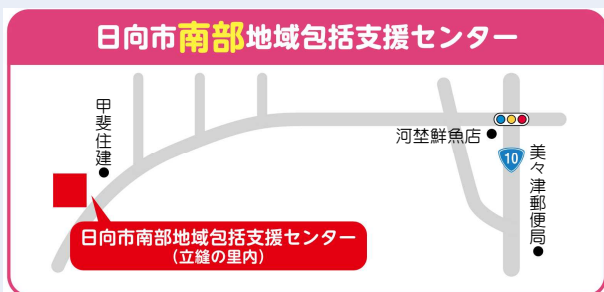 日向市南部地域包括支援センター
甲斐住建
河埜鮮魚店
10
美々津郵便局
日向市南部地域包括支援センター
(立縫の里内)